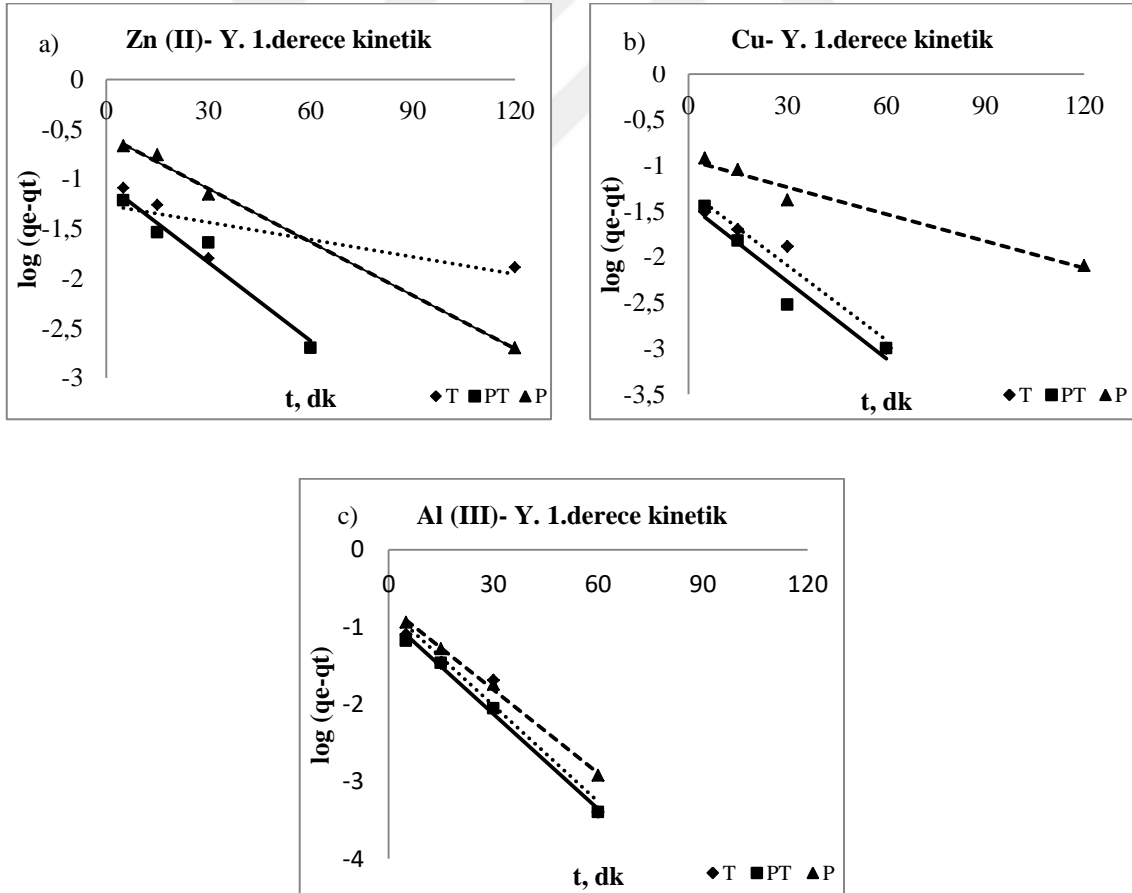 a)
Zn (II)- Y. 1.derece kinetik
0
0 30 60 90 120
-0,5
-1
-1,5
-2
-2,5
-3
log (qe-qt)
t, dk
T PT P
b)
Cu- Y. 1.derece kinetik
0
0 30 60 90 120
-0,5
-1
-1,5
-2
-2,5
-3
-3,5
log (qe-qt)
t, dk
T PT P
c)
Al (III)- Y. 1.derece kinetik
0
0 30 60 90 120
-1
-2
-3
-4
log (qe-qt)
t, dk
T PT P